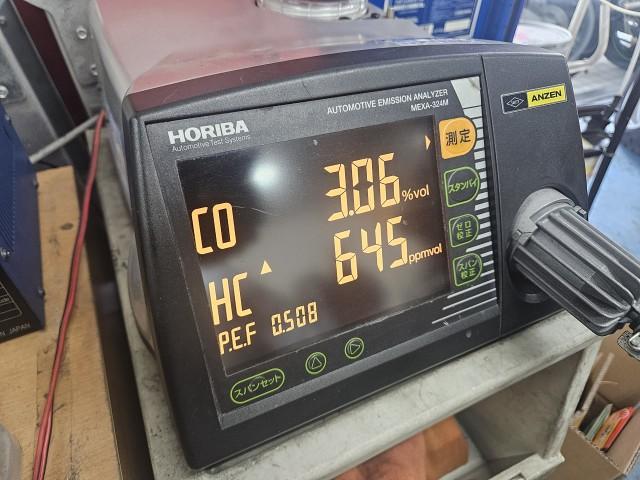 HORIBA
Automotive Test Systems
AUTOMOTIVE EMISSION ANALYZER
MEXA-324M
ANZEN
測定
CO 3.06 %vol
スタンバイ
ゼロ
校正
HC 645 ppmvol
スパン
校正
P.E.F 0.508
スパンセット
N JAPAN